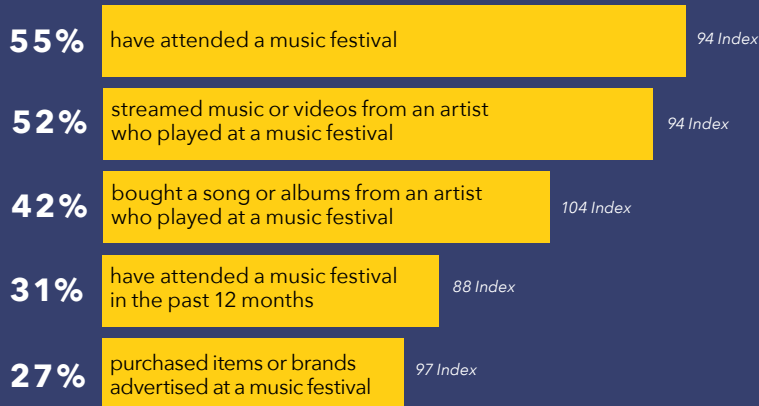 55%
have attended a music festival
94 Index
52%
streamed music or videos from an artist
who played at a music festival
94 Index
42%
bought a song or albums from an artist
who played at a music festival
104 Index
31%
have attended a music festival
in the past 12 months
88 Index
27%
purchased items or brands
advertised at a music festival
97 Index